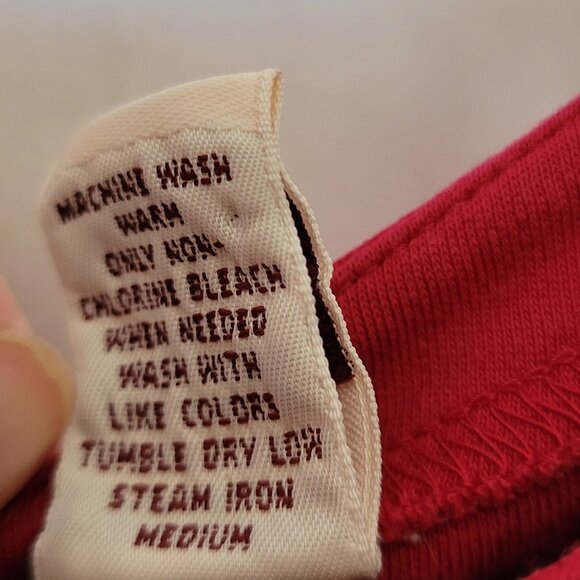 MACHINE WASH
WARM
ONLY NON-
CHLORINE BLEACH
WHEN NEEDED
WASH WITH
LIKE COLORS
TUMBLE DRY LOW
STEAM IRON
MEDIUM